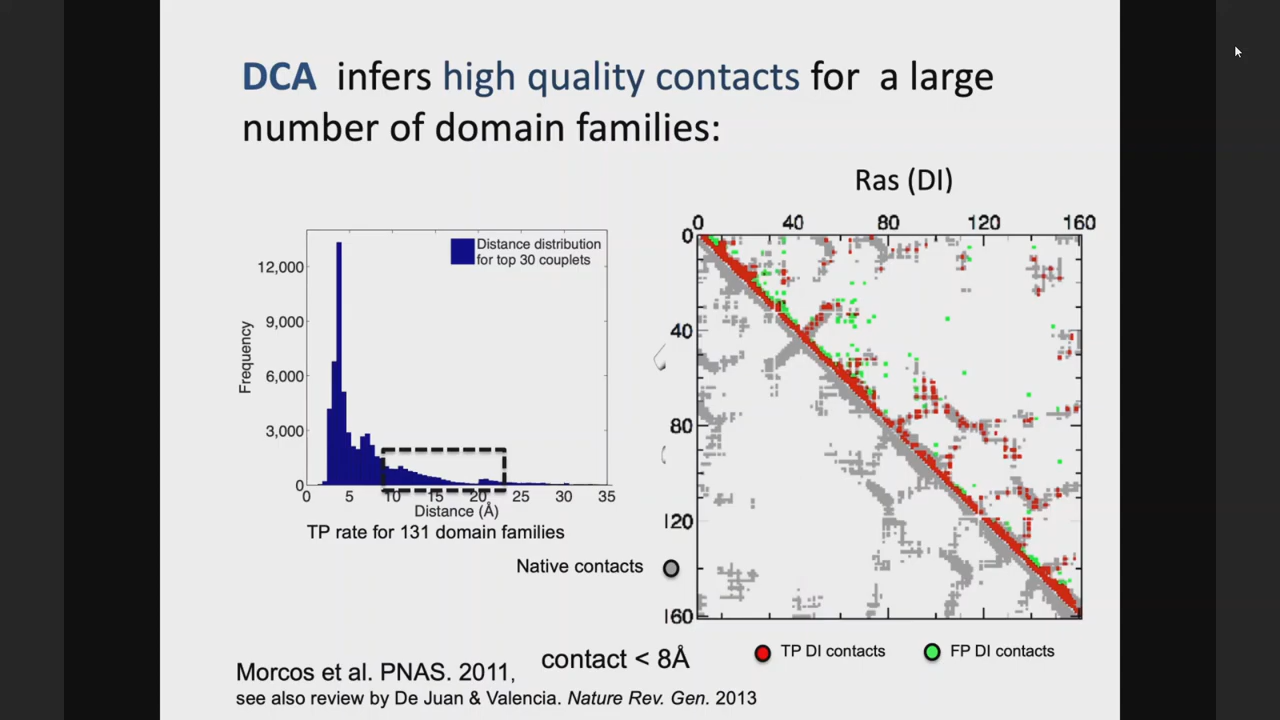 DCA infers high quality contacts for a large
number of domain families:
Ras (DI)
0 40 80 120 160
0
40
80
120
160
Distance distribution
for top 30 couplets
12,000
9,000
6,000
3,000
0
Frequency
0 5 10 15 20 25 30 35
Distance (Å)
TP rate for 131 domain families
Native contacts
contact < 8Å
TP DI contacts
FP DI contacts
Morcos et al. PNAS. 2011,
see also review by De Juan & Valencia. Nature Rev. Gen. 2013